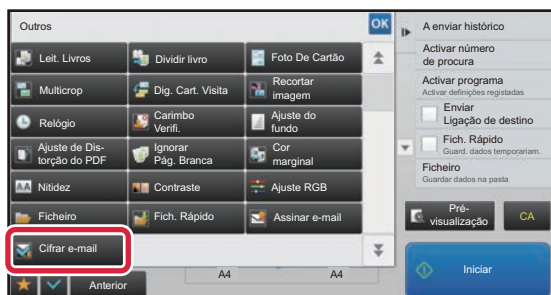 Outros
OK
Leit. Livros
Dividir livro
Foto De Cartão
Multicrop
Dig. Cart. Visita
Recortar
imagem
Relógio
Carimbo
Verifi.
Ajuste do
fundo
Ajuste de Dis-
torção do PDF
Ignorar
Pág. Branca
Cor
marginal
AA
Nitidez
Contraste
Ajuste RGB
Ficheiro
Fich. Rápido
Assinar e-mail
Cifrar e-mail
Anterior
A4
A4
A enviar histórico
Activar número
de procura
Activar programa
Activar definições registadas
Enviar
Ligação de destino
Fich. Rápido
Guard. dados temporariam.
Ficheiro
Guardar dados na pasta
Pré-
visualização
CA
Iniciar